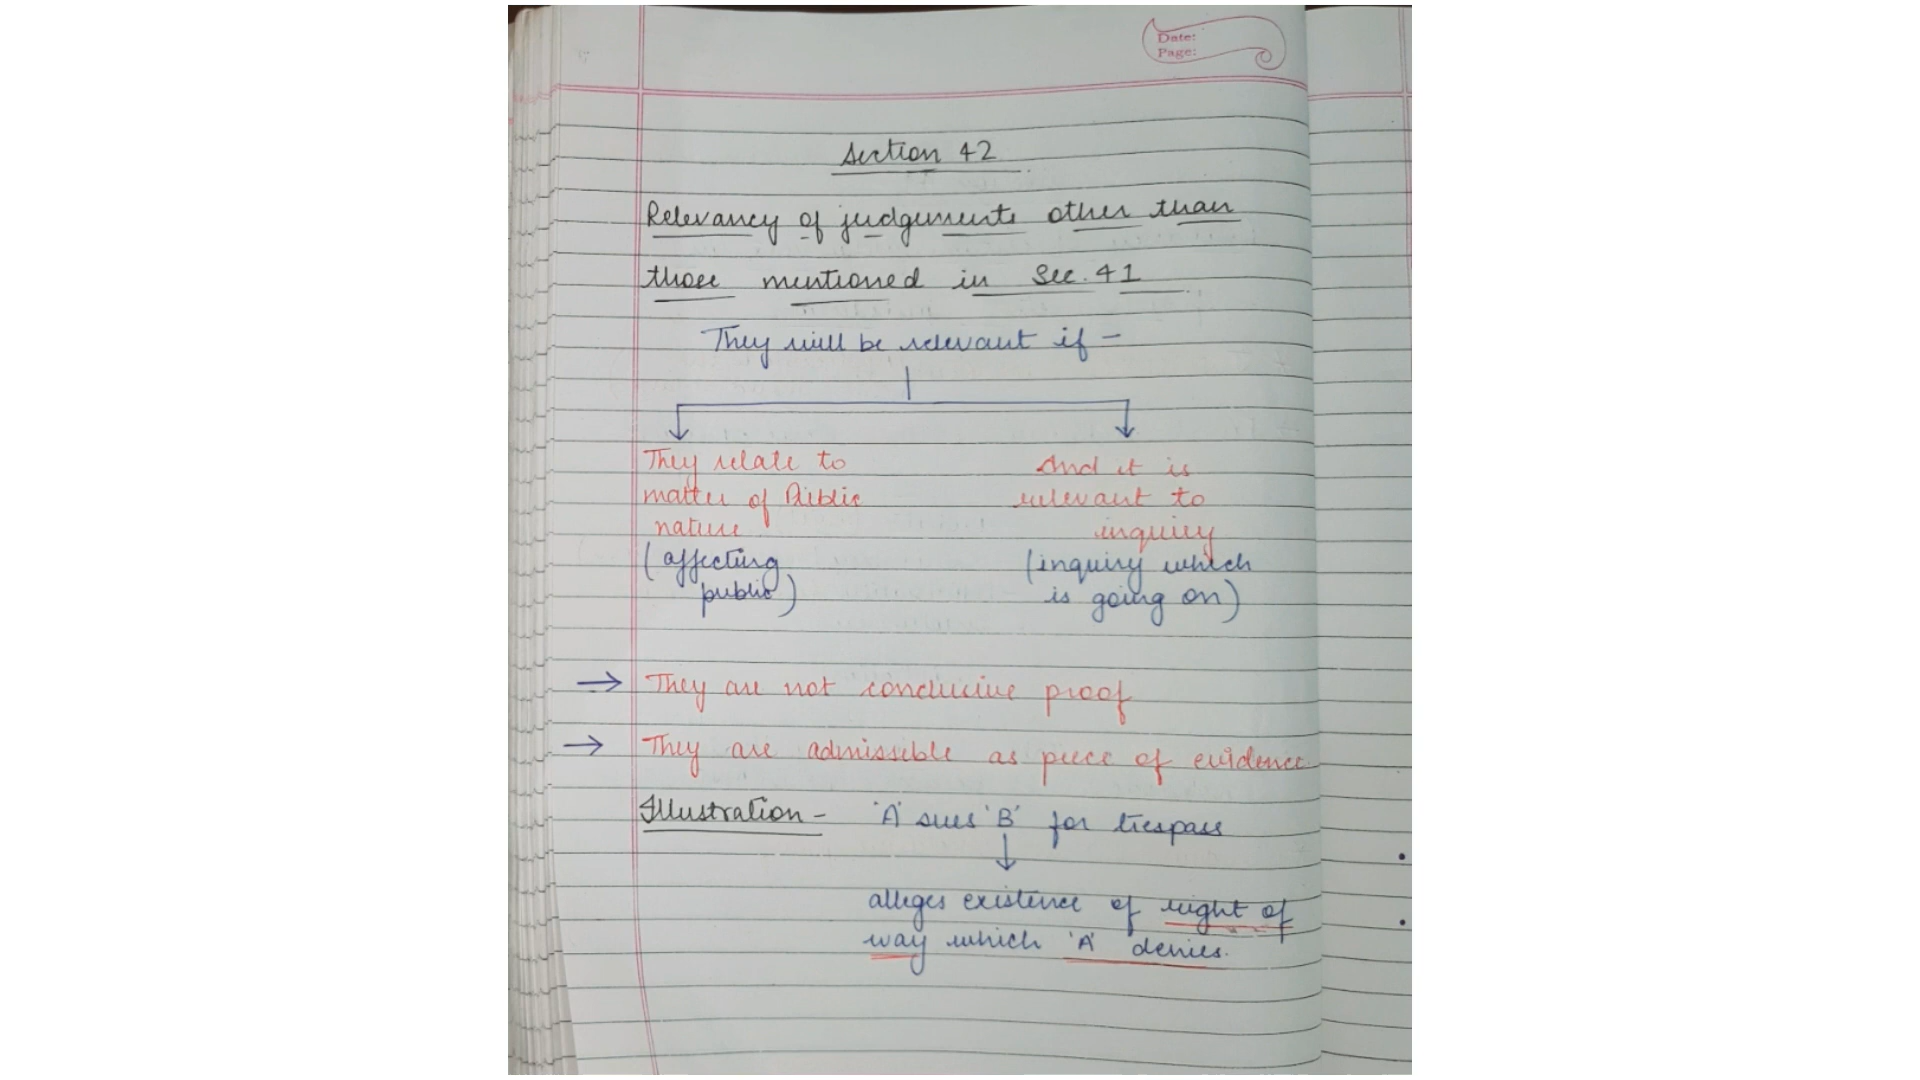 Date:
Page:
Section 42
Relevancy of judgements other than
those mentioned in Sec. 41
They will be relevant if –
They relate to
matter of Public
nature
(affecting
public)
And it is
relevant to
inquiry
(inquiry which
is going on)
→ They are not conclusive proof
→ They are admissible as piece of evidence
Illustration – 'A' sues 'B' for trespass
alleges existence of right of
way which 'A' denies.